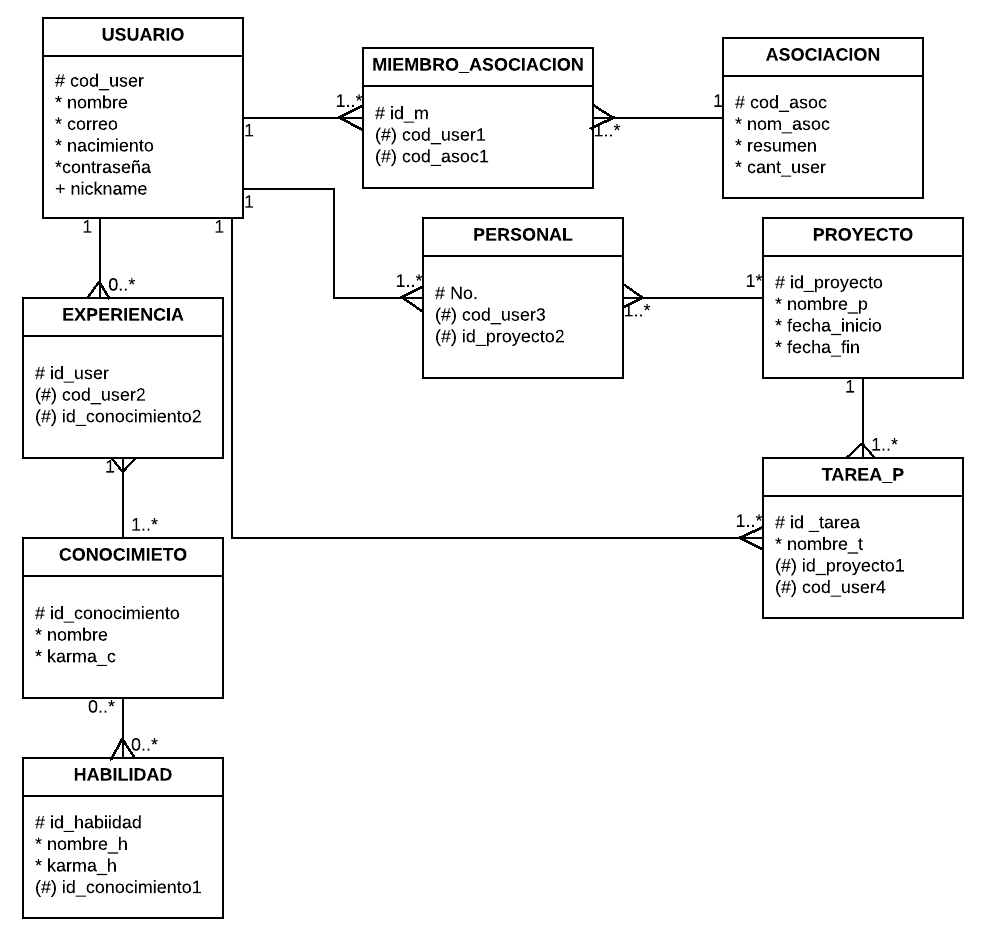 USUARIO
# cod_user
* nombre
* correo
* nacimiento
*contraseña
+ nickname
1
1..*
MIEMBRO_ASOCIACION
# id_m
(#) cod_user1
(#) cod_asoc1
1..*
1
ASOCIACION
# cod_asoc
* nom_asoc
* resumen
* cant_user
1
1..*
PERSONAL
# No.
(#) cod_user3
(#) id_proyecto2
1..*
1*
PROYECTO
# id_proyecto
* nombre_p
* fecha_inicio
* fecha_fin
1
1
0..*
EXPERIENCIA
# id_user
(#) cod_user2
(#) id_conocimiento2
1
1..*
1
1..*
1..*
TAREA_P
# id _tarea
* nombre_t
(#) id_proyecto1
(#) cod_user4
CONOCIMIETO
# id_conocimiento
* nombre
* karma_c
0..*
0..*
HABILIDAD
# id_habiidad
* nombre_h
* karma_h
(#) id_conocimiento1